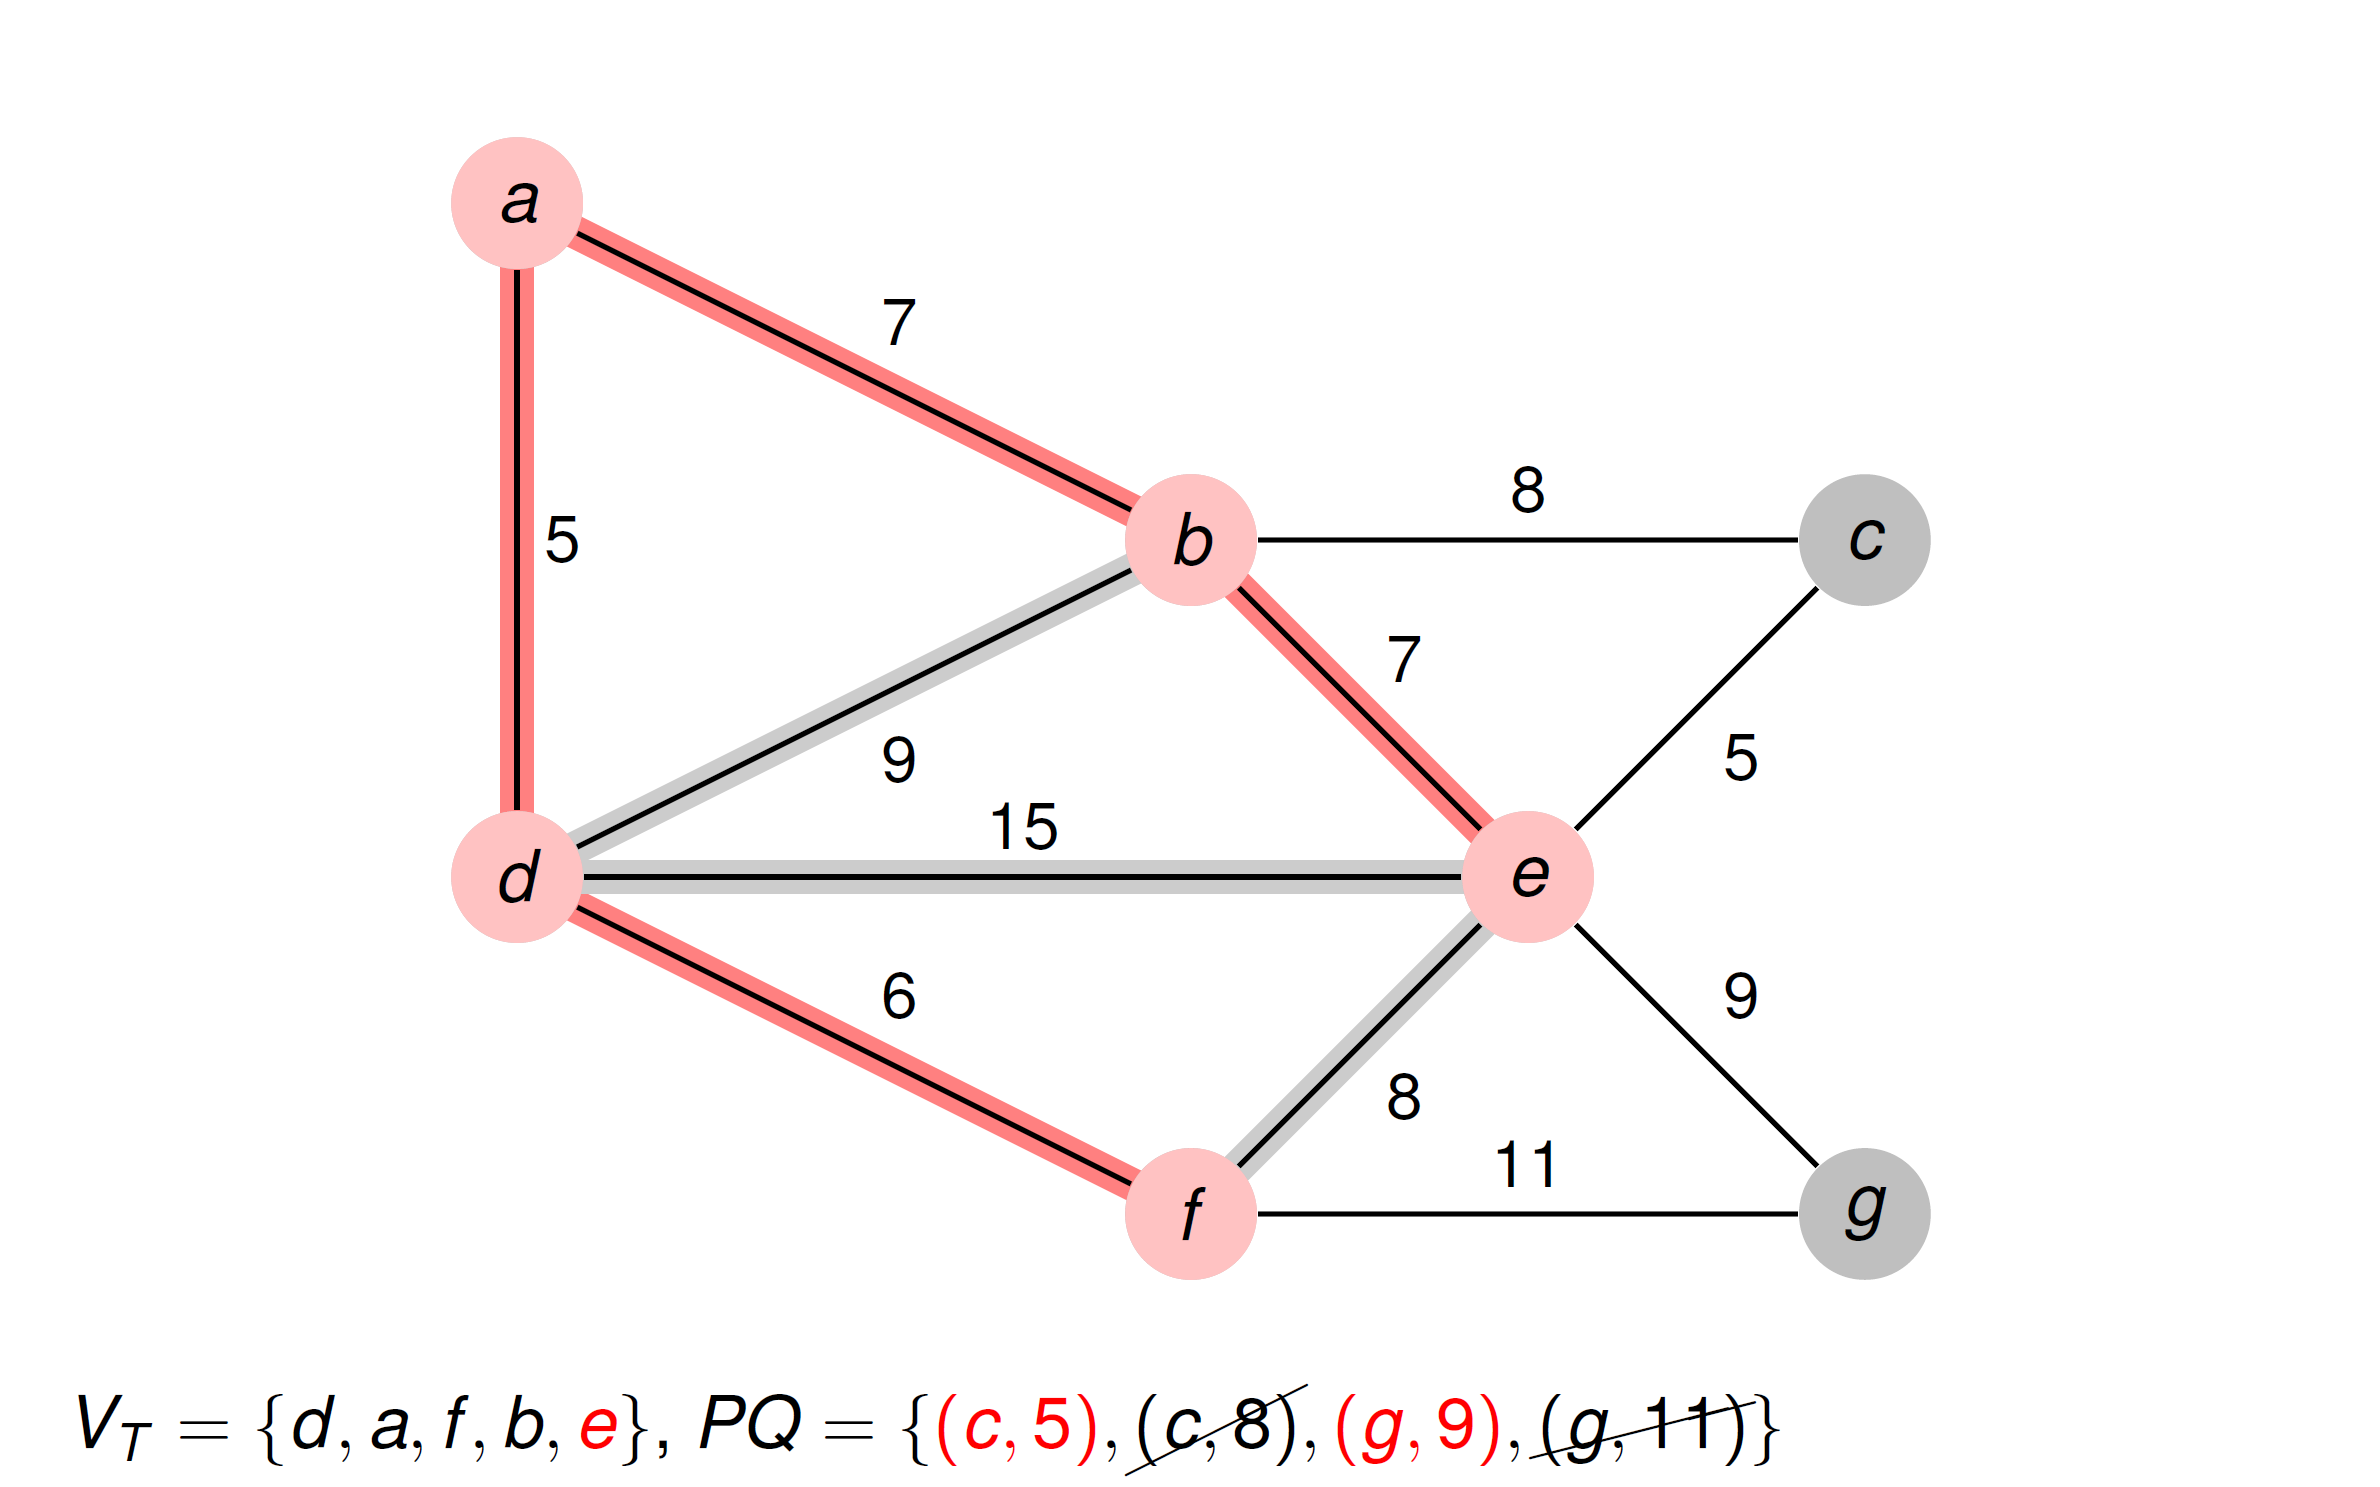 a
7
8
b
c
5
7
5
9
15
d
e
6
9
8
11
f
g
V_T = {d, a, f, b, e}, PQ = {(c, 5), (c, 8), (g, 9), (g, 11)}